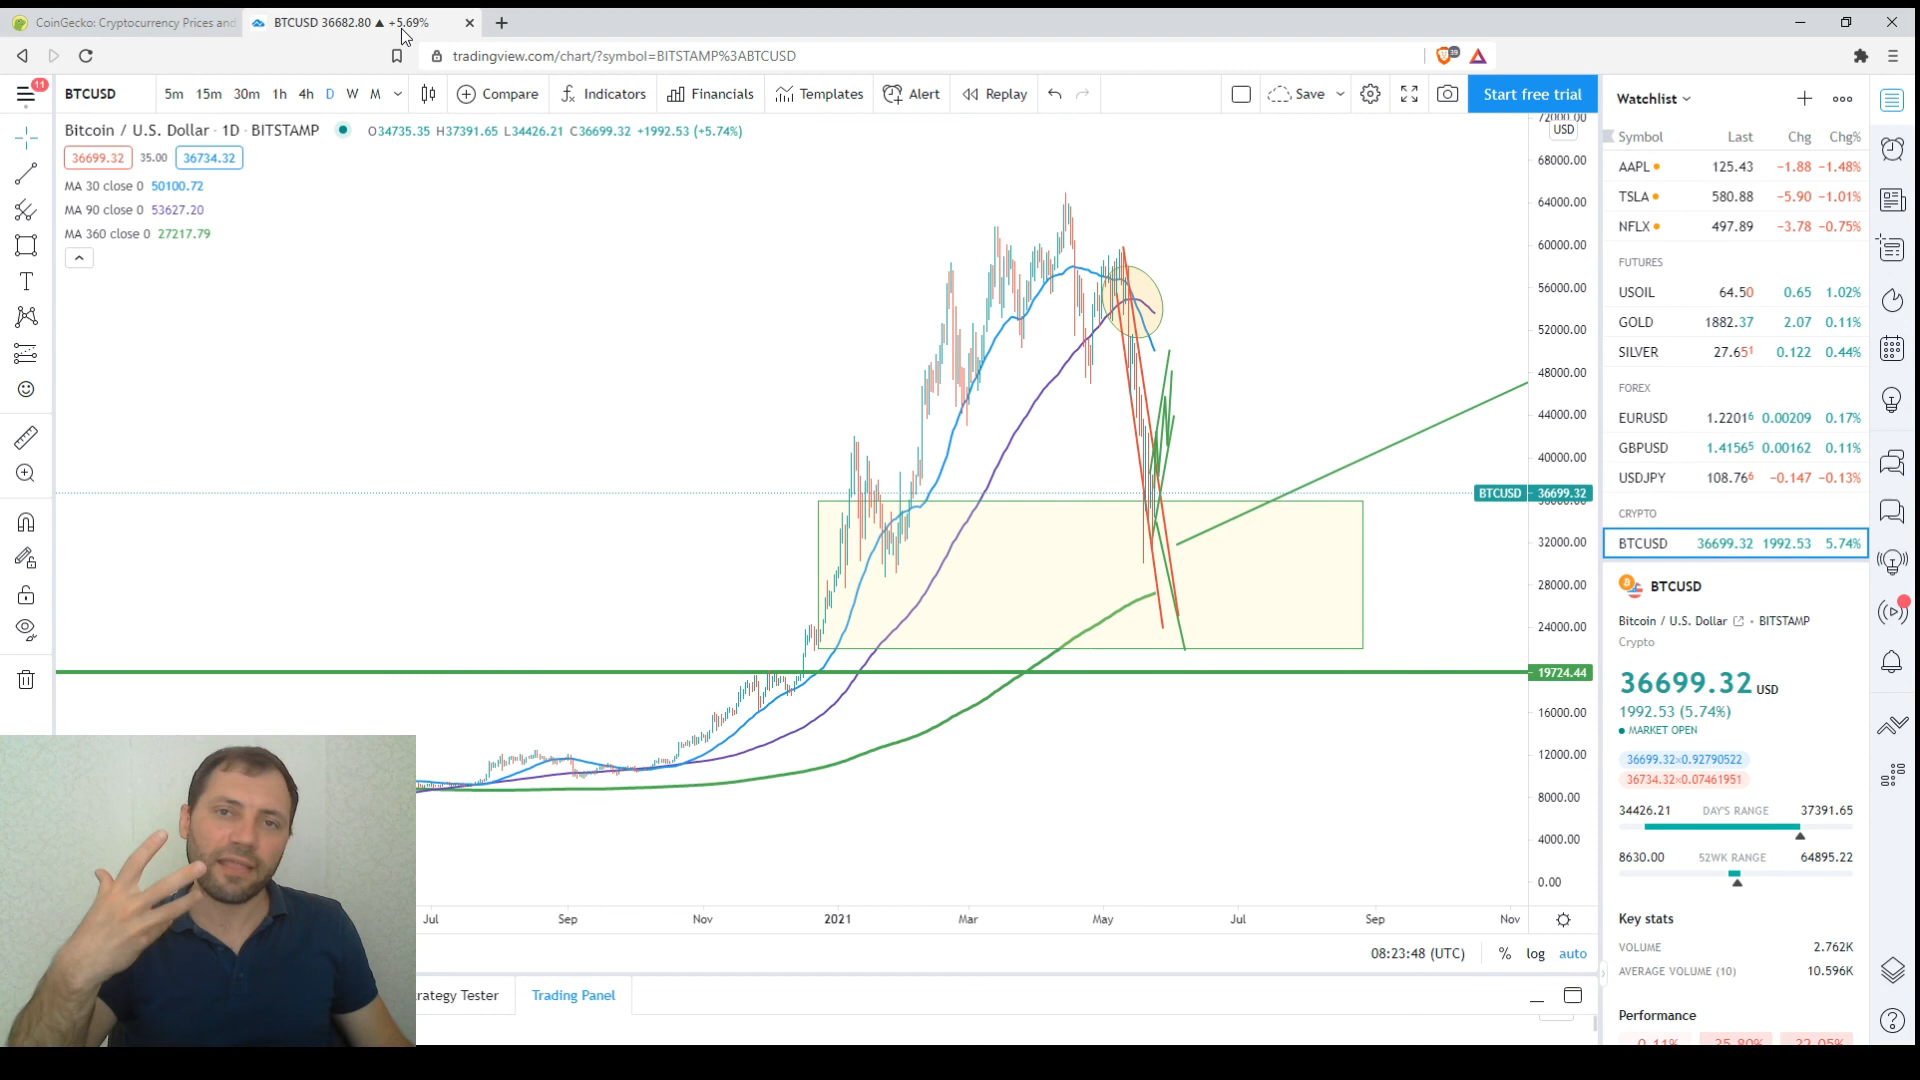 CoinGecko: Cryptocurrency Prices and
BTCUSD 36682.80 ▲ +5.69%
tradingview.com/chart/?symbol=BITSTAMP%3ABTCUSD
39
11
BTCUSD
5m 15m 30m 1h 4h D W M
Compare
Indicators
Financials
Templates
Alert
Replay
Save
Start free trial
Bitcoin / U.S. Dollar · 1D · BITSTAMP
O34735.35 H37391.65 L34426.21 C36699.32 +1992.53 (+5.74%)
36699.32 35.00 36734.32
MA 30 close 0 50100.72
MA 90 close 0 53627.20
MA 360 close 0 27217.79
72000.00
USD
68000.00
64000.00
60000.00
56000.00
52000.00
48000.00
44000.00
40000.00
BTCUSD 36699.32
32000.00
28000.00
24000.00
19724.44
16000.00
12000.00
8000.00
4000.00
0.00
Jul Sep Nov 2021 Mar May Jul Sep Nov
08:23:48 (UTC) % log auto
rategy Tester
Trading Panel
Watchlist
Symbol Last Chg Chg%
AAPL 125.43 −1.88 −1.48%
TSLA 580.88 −5.90 −1.01%
NFLX 497.89 −3.78 −0.75%
FUTURES
USOIL 64.50 0.65 1.02%
GOLD 1882.37 2.07 0.11%
SILVER 27.651 0.122 0.44%
FOREX
EURUSD 1.22016 0.00209 0.17%
GBPUSD 1.41565 0.00162 0.11%
USDJPY 108.766 −0.147 −0.13%
CRYPTO
BTCUSD 36699.32 1992.53 5.74%
BTCUSD
Bitcoin / U.S. Dollar • BITSTAMP
Crypto
36699.32 USD
1992.53 (5.74%)
MARKET OPEN
36699.32×0.92790522
36734.32×0.07461951
34426.21 DAY'S RANGE 37391.65
8630.00 52WK RANGE 64895.22
Key stats
VOLUME 2.762K
AVERAGE VOLUME (10) 10.596K
Performance